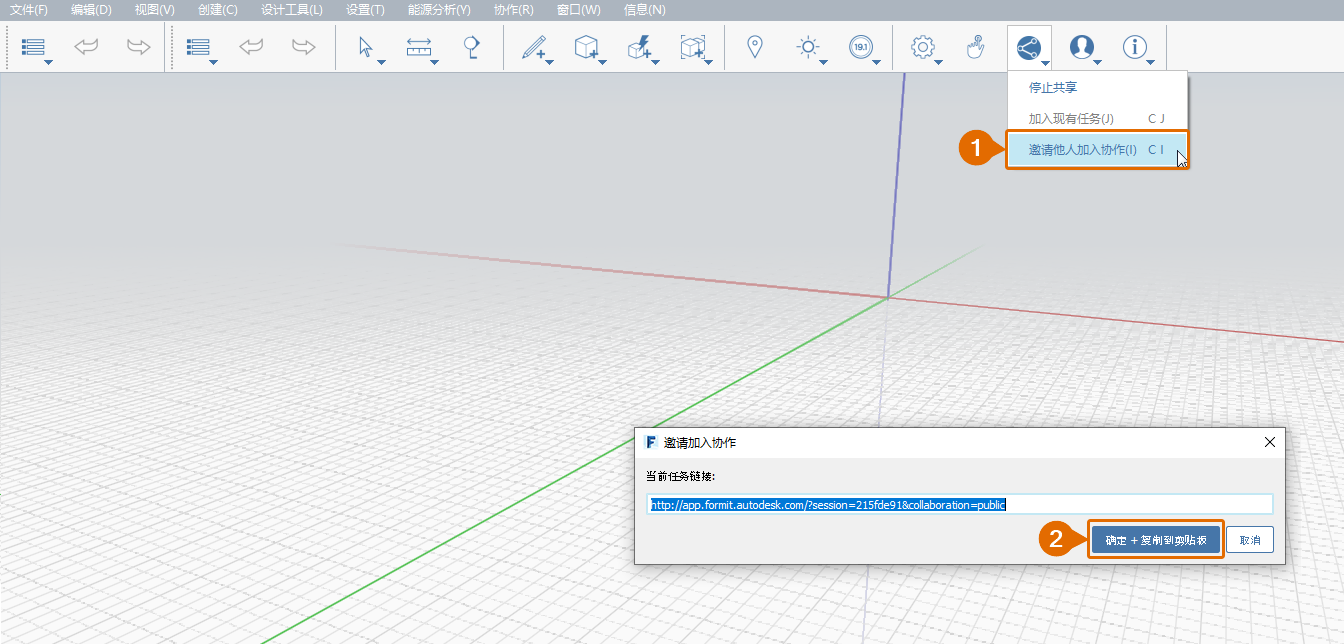 文件(F) 编辑(D) 视图(V) 创建(C) 设计工具(L) 设置(T) 能源分析(Y) 协作(R) 窗口(W) 信息(N)
19.1
停止共享
加入现有任务(J) C J
1
邀请他人加入协作(I) C I
F 邀请加入协作
当前任务链接:
http://app.formit.autodesk.com/?session=215fde91&collaboration=public
2
确定 + 复制到剪贴板 取消